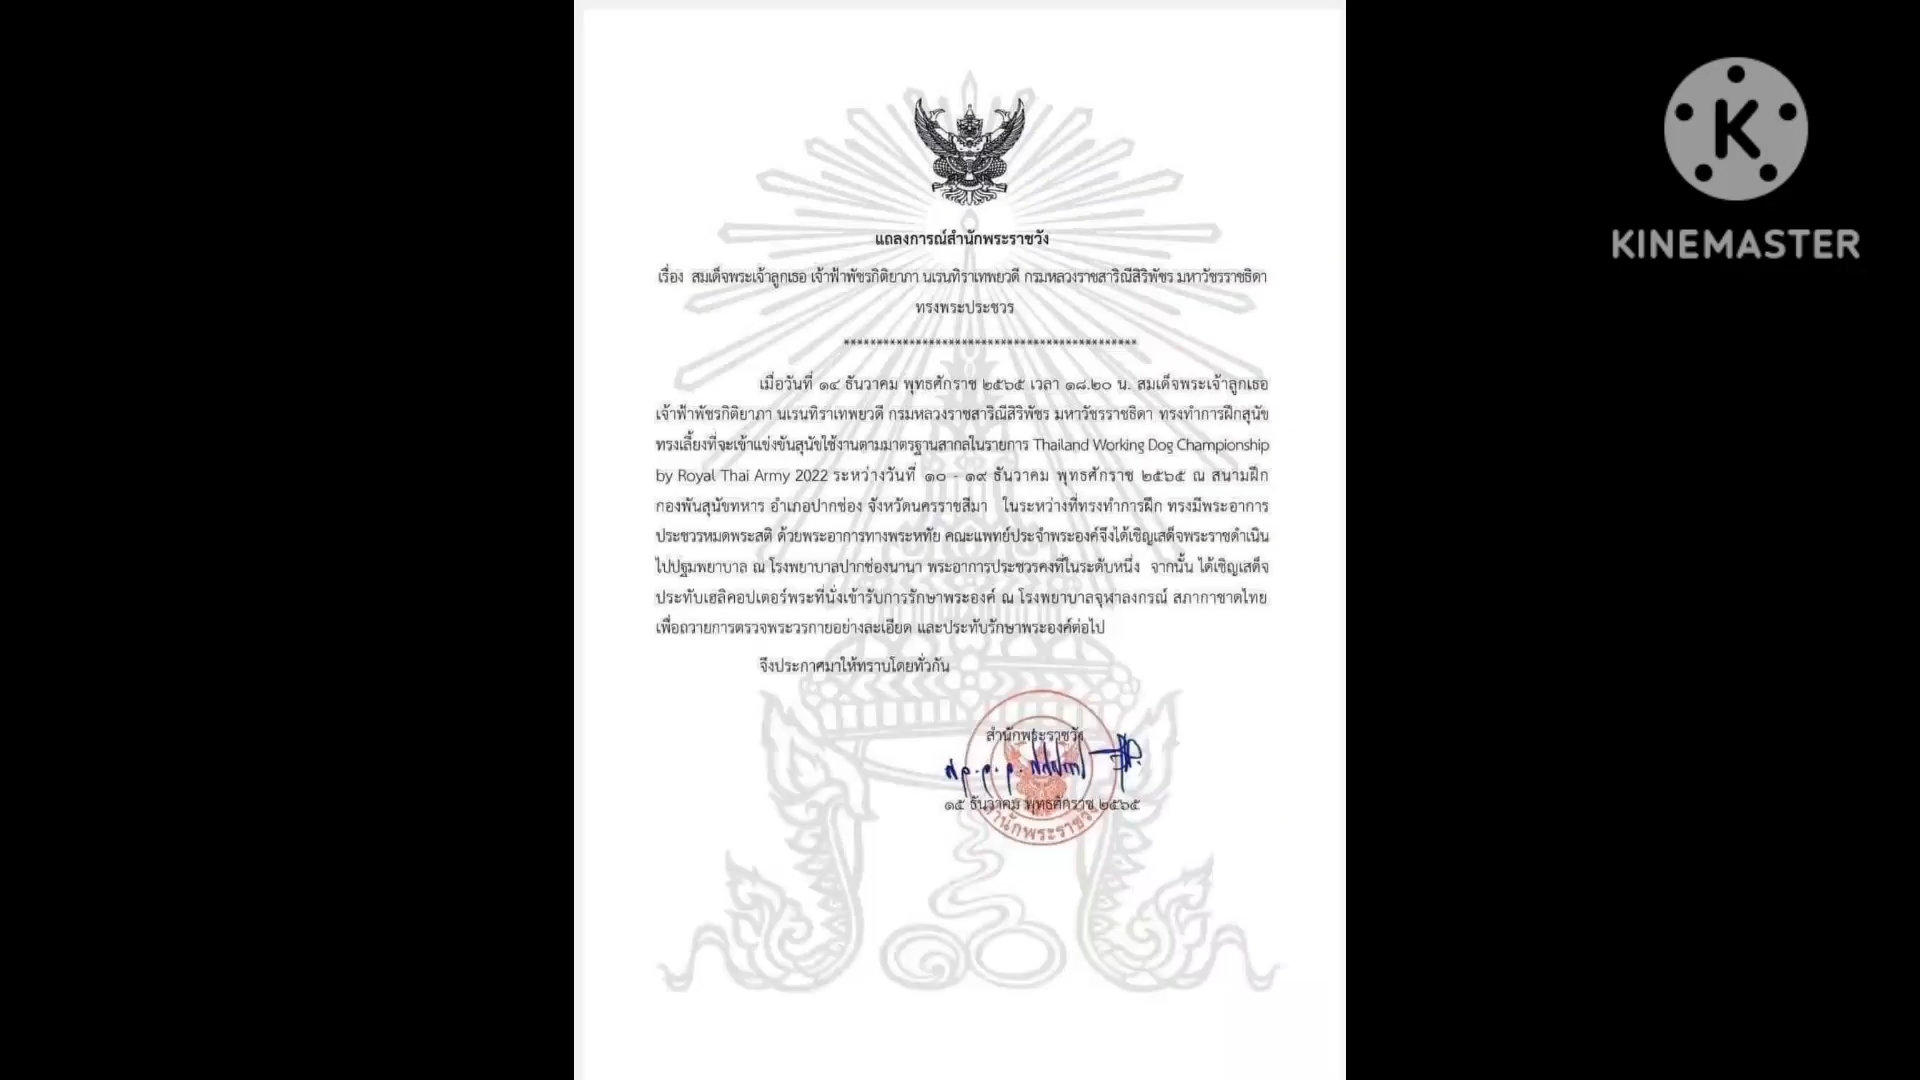 แถลงการณ์สำนักพระราชวัง
เรื่อง สมเด็จพระเจ้าลูกเธอ เจ้าฟ้าพัชรกิติยาภา นเรนทิราเทพยวดี กรมหลวงราชสาริณีสิริพัชร มหาวัชรราชธิดา
ทรงพระประชวร
********************************************
เมื่อวันที่ ๑๔ ธันวาคม พุทธศักราช ๒๕๖๕ เวลา ๑๘.๒๐ น. สมเด็จพระเจ้าลูกเธอ
เจ้าฟ้าพัชรกิติยาภา นเรนทิราเทพยวดี กรมหลวงราชสาริณีสิริพัชร มหาวัชรราชธิดา ทรงทำการฝึกสุนัข
ทรงเลี้ยงที่จะเข้าแข่งขันสุนัขใช้งานตามมาตรฐานสากลในรายการ Thailand Working Dog Championship
by Royal Thai Army 2022 ระหว่างวันที่ ๑๐ - ๑๙ ธันวาคม พุทธศักราช ๒๕๖๕ ณ สนามฝึก
กองพันสุนัขทหาร อำเภอปากช่อง จังหวัดนครราชสีมา ในระหว่างที่ทรงทำการฝึก ทรงมีพระอาการ
ประชวรหมดพระสติ ด้วยพระอาการทางพระหทัย คณะแพทย์ประจำพระองค์จึงได้เชิญเสด็จพระราชดำเนิน
ไปปฐมพยาบาล ณ โรงพยาบาลปากช่องนานา พระอาการประชวรคงที่ในระดับหนึ่ง จากนั้น ได้เชิญเสด็จ
ประทับเฮลิคอปเตอร์พระที่นั่งเข้ารับการรักษาพระองค์ ณ โรงพยาบาลจุฬาลงกรณ์ สภากาชาดไทย
เพื่อถวายการตรวจพระวรกายอย่างละเอียด และประทับรักษาพระองค์ต่อไป
จึงประกาศมาให้ทราบโดยทั่วกัน
สำนักพระราชวัง
๑๕ ธันวาคม พุทธศักราช ๒๕๖๕
สำนักพระราชวัง
K
KINEMASTER